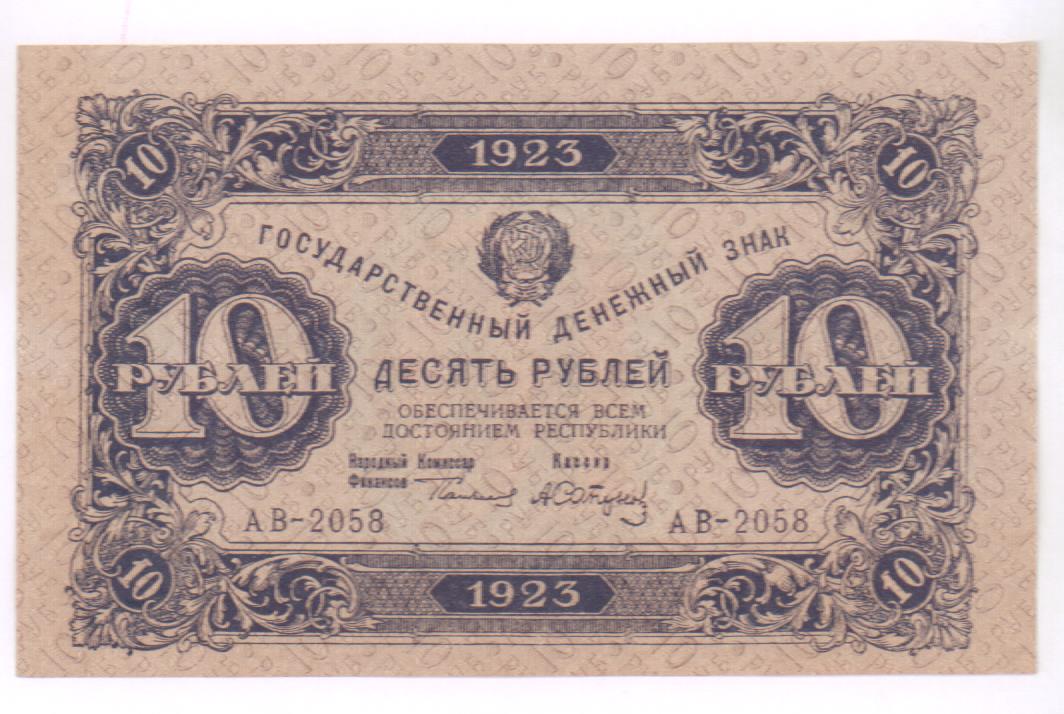 1923
10 10
ГОСУДАРСТВЕННЫЙ ДЕНЕЖНЫЙ ЗНАК
10 РУБЛЕЙ
ДЕСЯТЬ РУБЛЕЙ
10 РУБЛЕЙ
ОБЕСПЕЧИВАЕТСЯ ВСЕМ
ДОСТОЯНИЕМ РЕСПУБЛИКИ
Народный Комиссар
Финансов
Кассир
АВ-2058 АВ-2058
10 10
1923